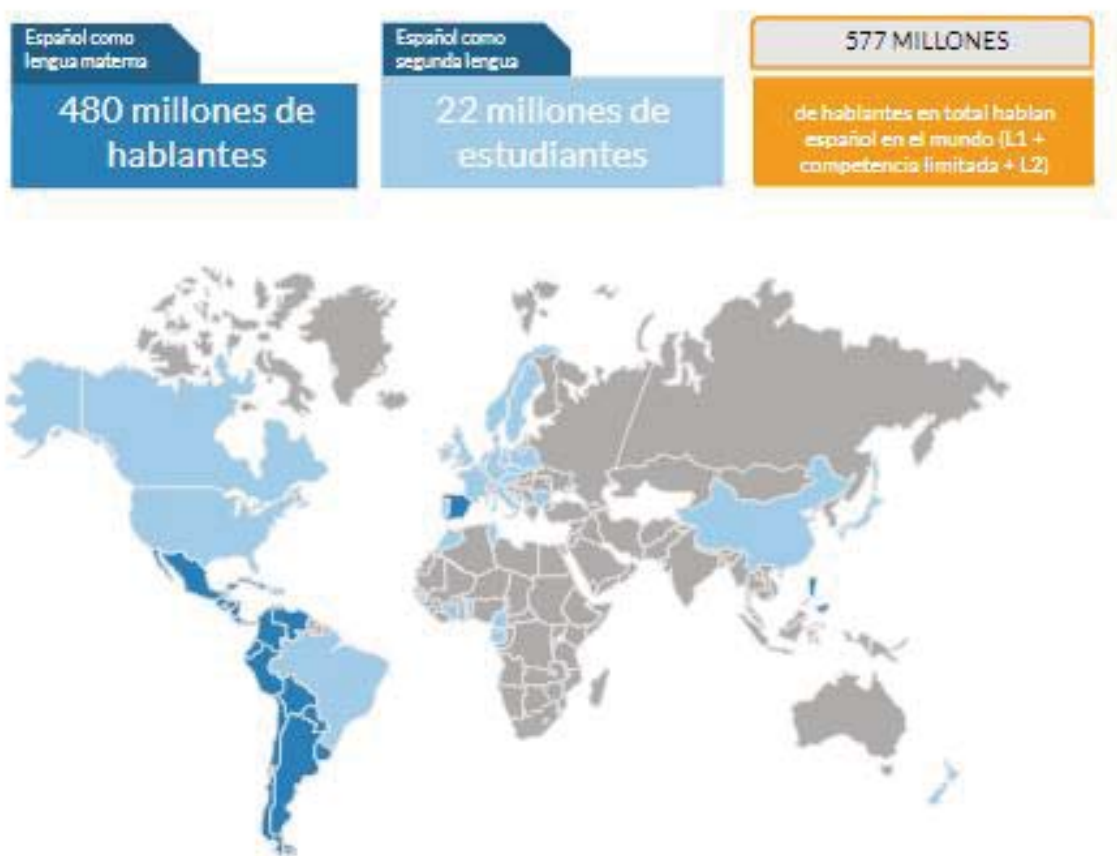 Español como
lengua materna
480 millones de
hablantes
Español como
segunda lengua
22 millones de
estudiantes
577 MILLONES
de hablantes en total hablan
español en el mundo (L1 +
competencia limitada + L2)